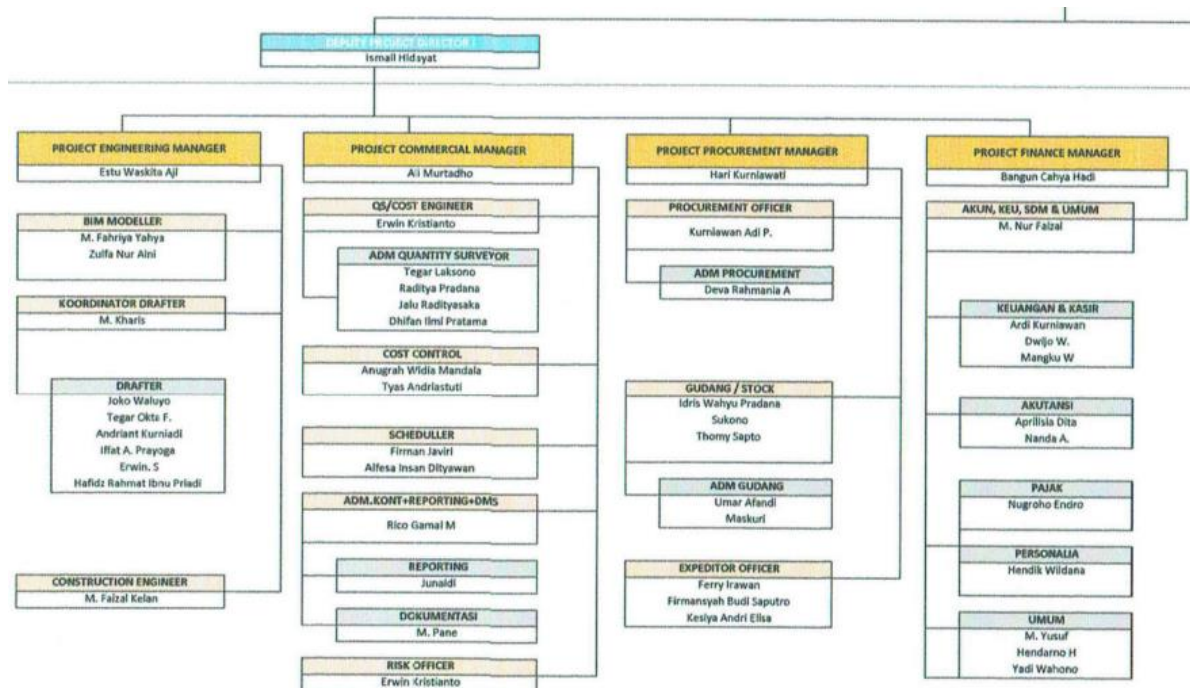 DEPUTY PROJECT DIRECTOR I
Ismail Hidayat
PROJECT ENGINEERING MANAGER
Estu Waskita Aji
BIM MODELLER
M. Fahriya Yahya
Zulfa Nur Aini
KOORDINATOR DRAFTER
M. Kharis
DRAFTER
Joko Waluyo
Tegar Okta F.
Andriant Kurniadi
Iffat A. Prayoga
Erwin. S
Hafidz Rahmat Ibnu Priadi
CONSTRUCTION ENGINEER
M. Faizal Kelan
PROJECT COMMERCIAL MANAGER
Ali Murtadho
QS/COST ENGINEER
Erwin Kristianto
ADM QUANTITY SURVEYOR
Tegar Laksono
Raditya Pradana
Jalu Radityasaka
Dhifan Ilmi Pratama
COST CONTROL
Anugrah Widia Mandala
Tyas Andriastuti
SCHEDULLER
Firman Javiri
Alfesa Insan Dityawan
ADM.KONT+REPORTING+DMS
Rico Gamal M
REPORTING
Junaidi
DOKUMENTASI
M. Pane
RISK OFFICER
Erwin Kristianto
PROJECT PROCUREMENT MANAGER
Hari Kurniawati
PROCUREMENT OFFICER
Kurniawan Adi P.
ADM PROCUREMENT
Deva Rahmania A
GUDANG / STOCK
Idris Wahyu Pradana
Sukono
Thomy Sapto
ADM GUDANG
Umar Afandi
Maskuri
EXPEDITOR OFFICER
Ferry Irawan
Firmansyah Budi Saputro
Kesiya Andri Elisa
PROJECT FINANCE MANAGER
Bangun Cahya Hadi
AKUN, KEU, SDM & UMUM
M. Nur Faizal
KEUANGAN & KASIR
Ardi Kurniawan
Dwijo W.
Mangku W
AKUTANSI
Aprilisia Dita
Nanda A.
PAJAK
Nugroho Endro
PERSONALIA
Hendik Wildana
UMUM
M. Yusuf
Hendarno H
Yadi Wahono